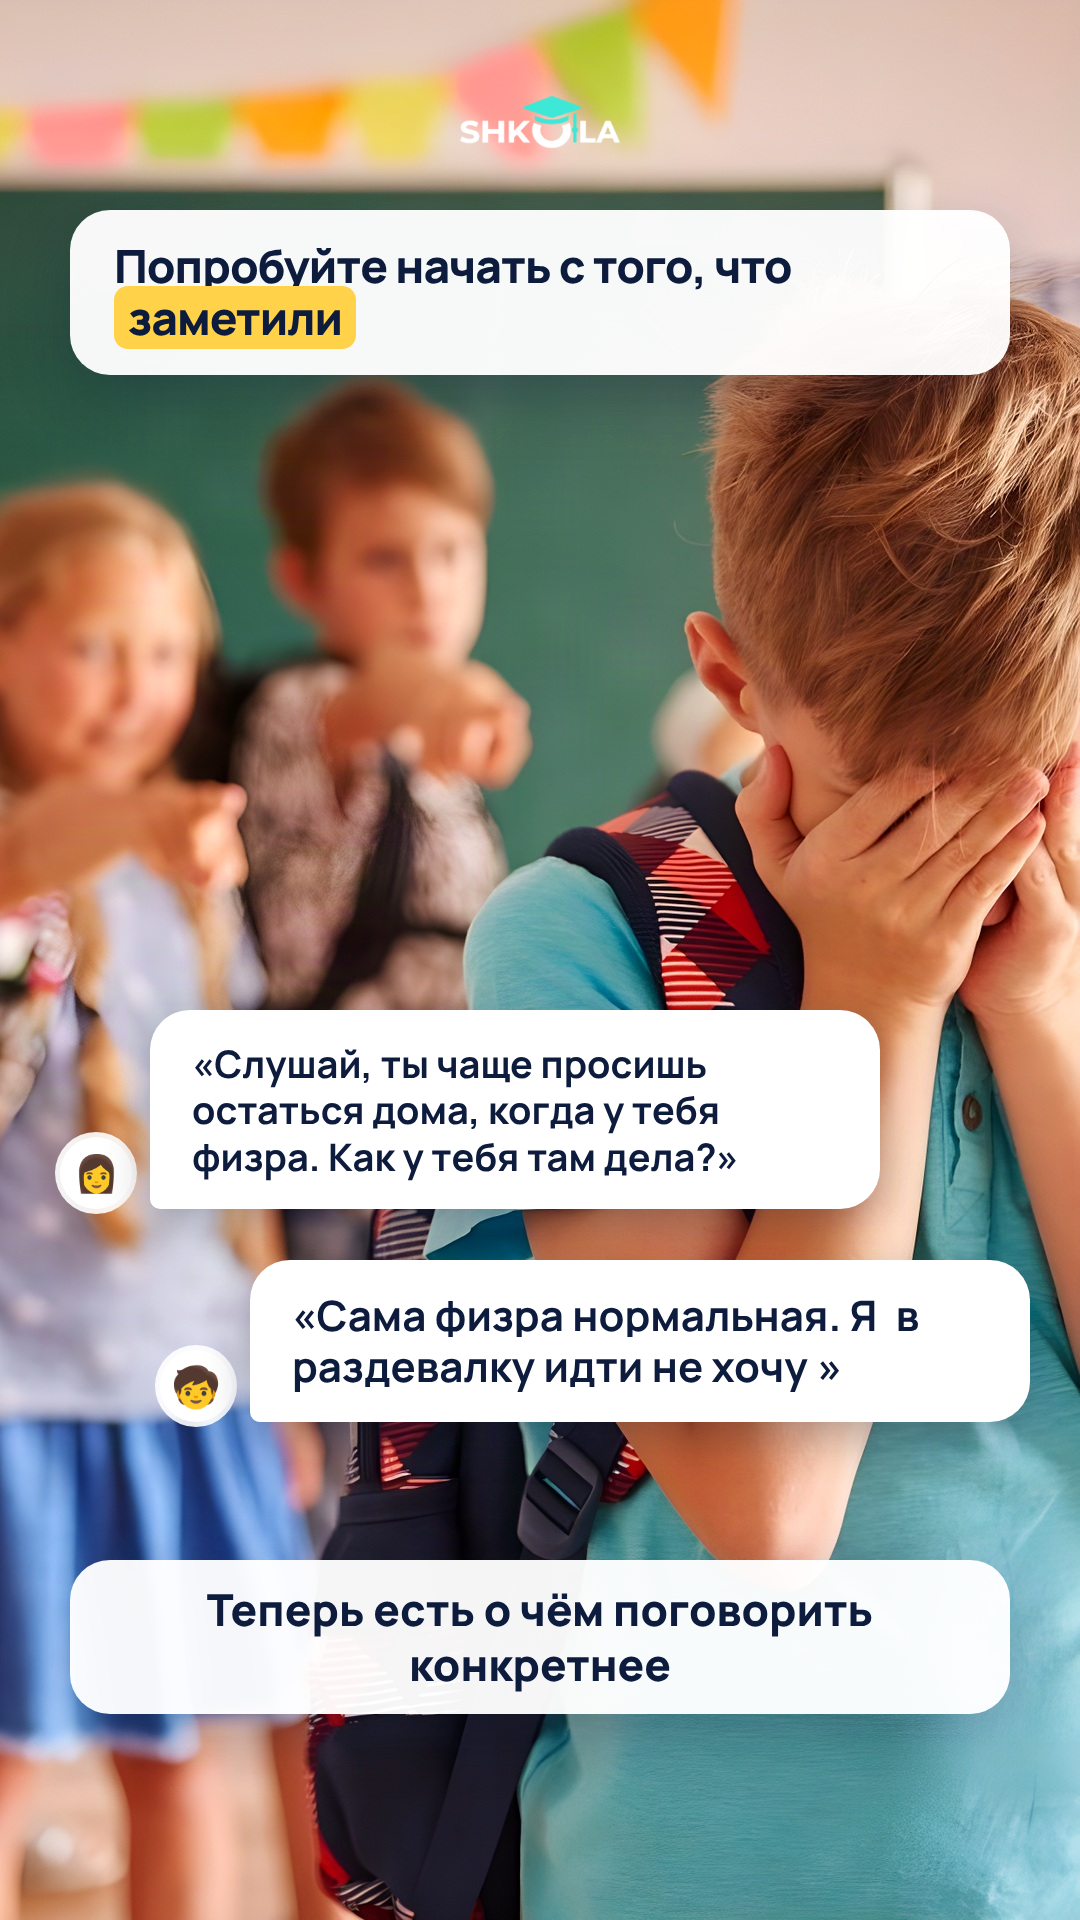 SHKOLA
Попробуйте начать с того, что
заметили
«Слушай, ты чаще просишь
остаться дома, когда у тебя
физра. Как у тебя там дела?»
«Сама физра нормальная. Я в
раздевалку идти не хочу »
Теперь есть о чём поговорить
конкретнее